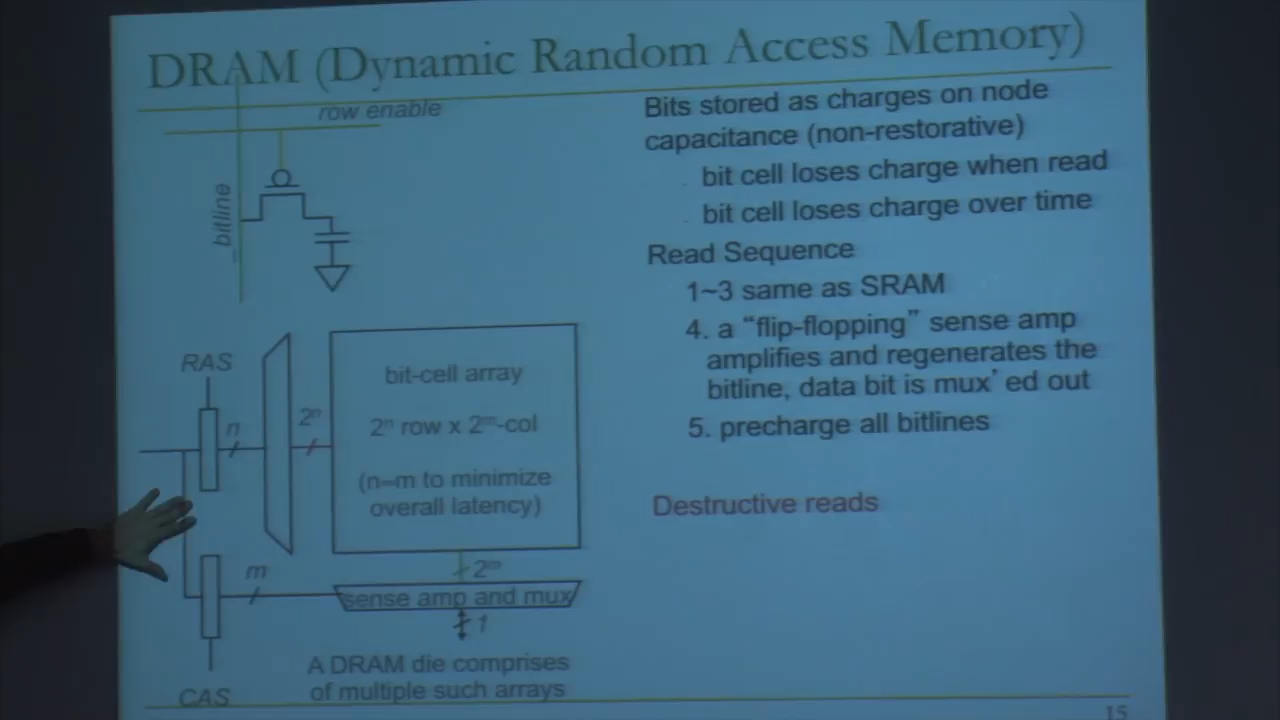 DRAM (Dynamic Random Access Memory)
row enable
bitline
RAS
n
2ⁿ
bit-cell array
2ⁿ row x 2ᵐ-col
(n≈m to minimize
overall latency)
m
2ᵐ
sense amp and mux
1
A DRAM die comprises
of multiple such arrays
CAS
Bits stored as charges on node
capacitance (non-restorative)
bit cell loses charge when read
bit cell loses charge over time
Read Sequence
1~3 same as SRAM
4. a “flip-flopping” sense amp
amplifies and regenerates the
bitline, data bit is mux’ed out
5. precharge all bitlines
Destructive reads
15